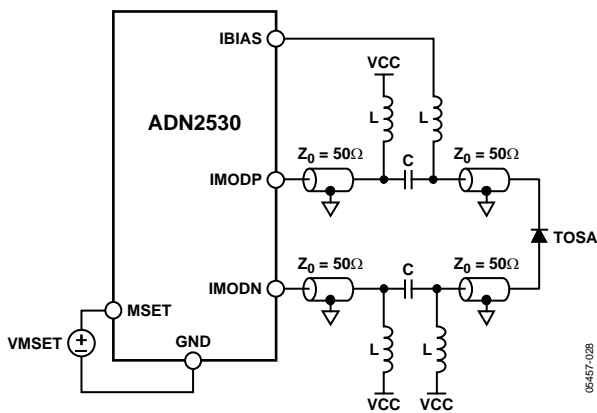 IBIAS
VCC
L
L
ADN2530
Z0 = 50Ω
C
Z0 = 50Ω
IMODP
TOSA
Z0 = 50Ω
C
Z0 = 50Ω
IMODN
MSET
VMSET
GND
L
L
VCC
VCC
05457-028